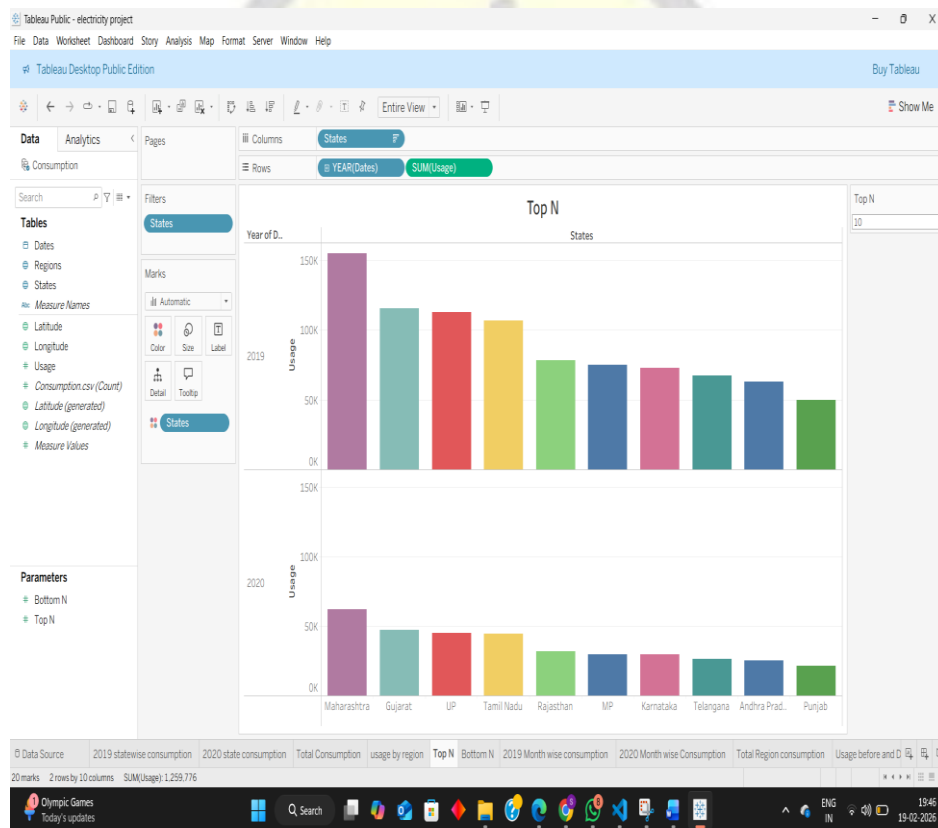 Tableau Public - electricity project
File Data Worksheet Dashboard Story Analysis Map Format Server Window Help
Tableau Desktop Public Edition Buy Tableau
Entire View Show Me
Data Analytics
Consumption
Search
Tables
Dates
Regions
States
Abc Measure Names
Latitude
Longitude
Usage
Consumption.csv (Count)
Latitude (generated)
Longitude (generated)
Measure Values
Parameters
Bottom N
Top N
Pages
Filters
States
Marks
Automatic
Color Size Label
Detail Tooltip
States
Columns States
Rows YEAR(Dates) SUM(Usage)
Top N
Year of D.. States
2019
Usage
150K
100K
50K
0K
2020
Usage
150K
100K
50K
0K
Maharashtra Gujarat UP Tamil Nadu Rajasthan MP Karnataka Telangana Andhra Prad.. Punjab
Top N
10
Data Source 2019 statewise consumption 2020 state consumption Total Consumption usage by region Top N Bottom N 2019 Month wise consumption 2020 Month wise Consumption Total Region consumption Usage before and D
20 marks 2 rows by 10 columns SUM(Usage): 1,259,776
1 Olympic Games
Today's updates
Search
ENG
IN
19:46
19-02-2026